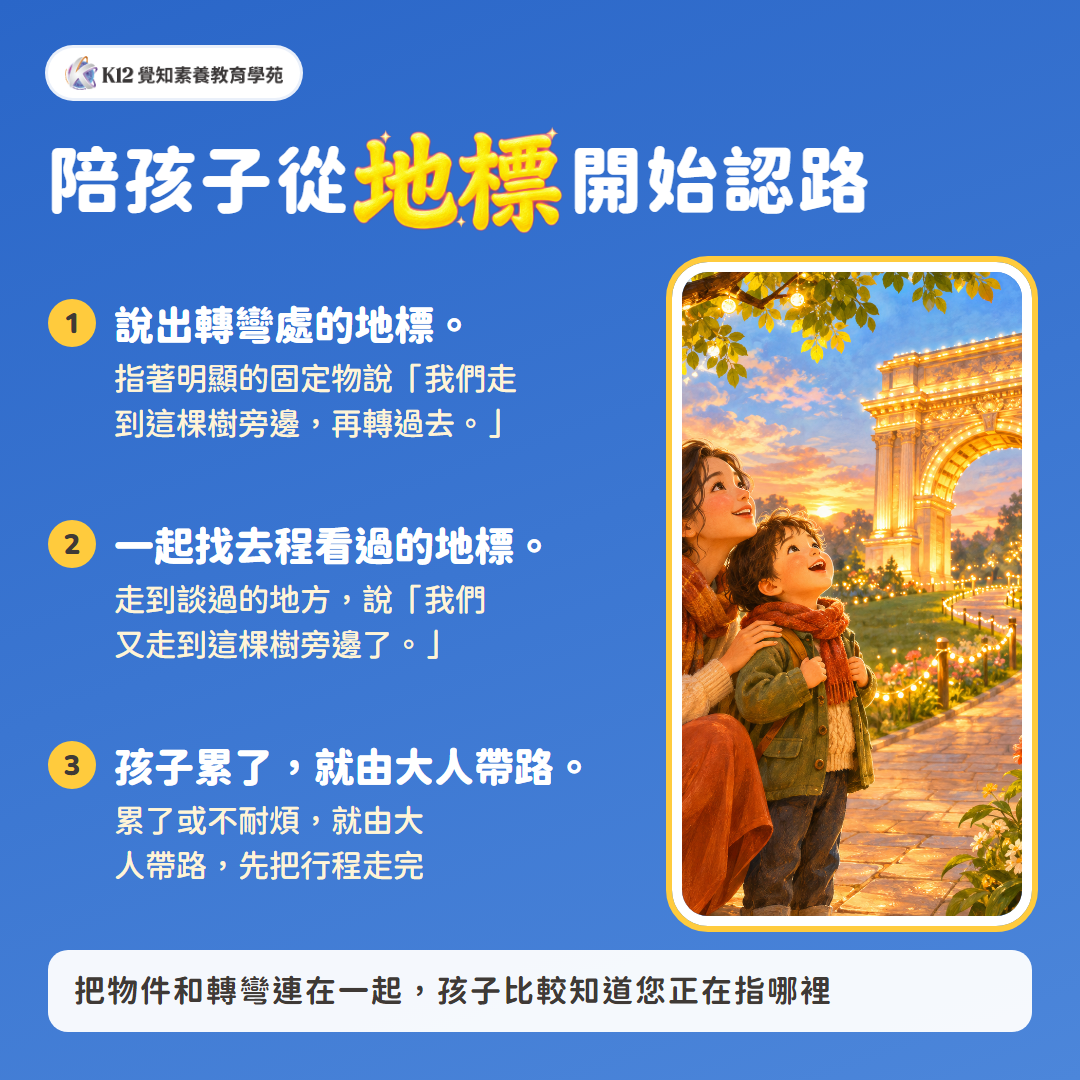 K12 覺知素養教育學苑
陪孩子從地標開始認路
1 說出轉彎處的地標。
指著明顯的固定物說「我們走
到這棵樹旁邊，再轉過去。」
2 一起找去程看過的地標。
走到談過的地方，說「我們
又走到這棵樹旁邊了。」
3 孩子累了，就由大人帶路。
累了或不耐煩，就由大
人帶路，先把行程走完
把物件和轉彎連在一起，孩子比較知道您正在指哪裡